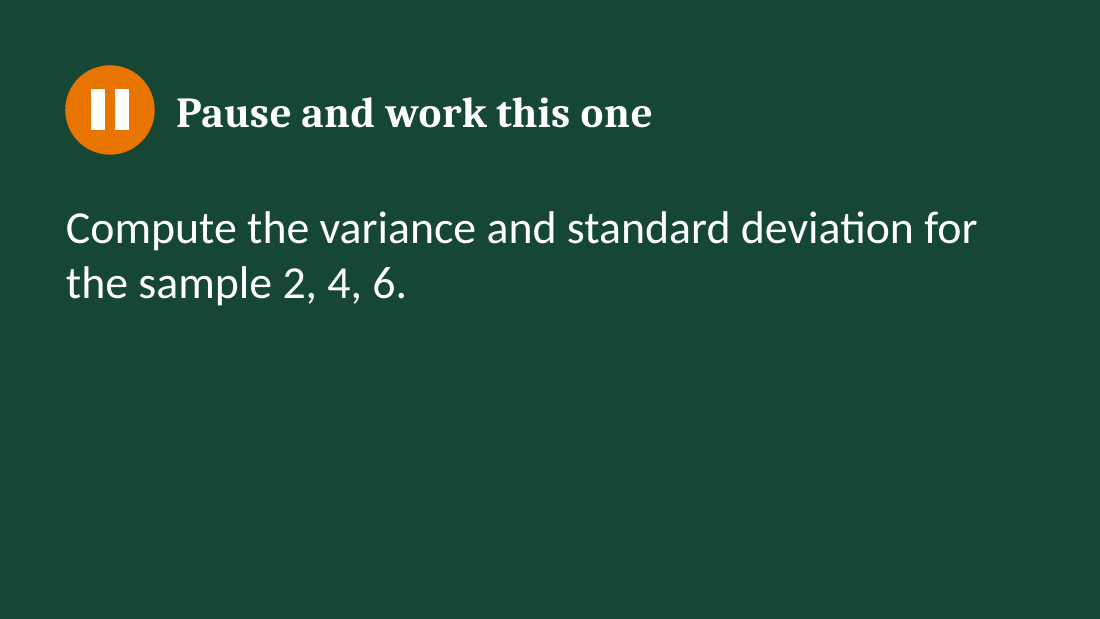 Pause and work this one
Compute the variance and standard deviation for
the sample 2, 4, 6.